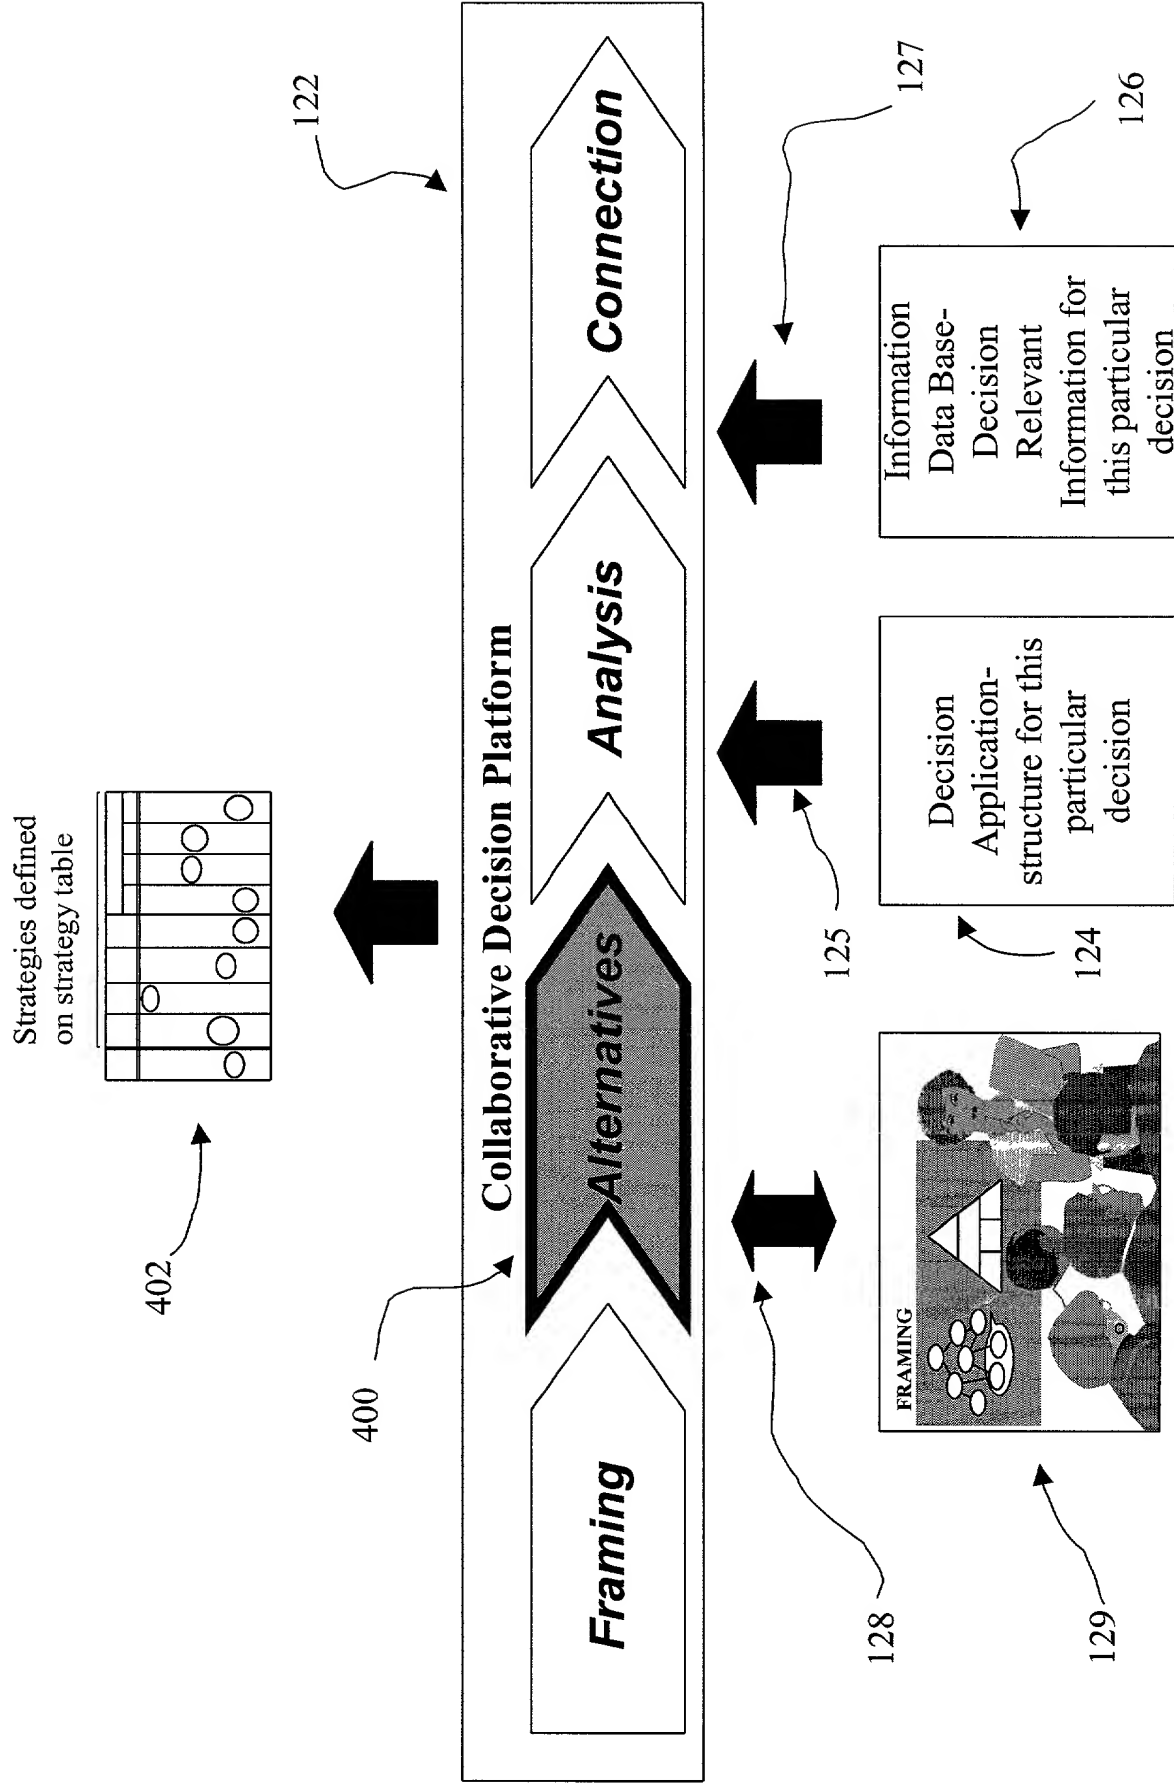 Strategies defined
on strategy table
402
122
400
Collaborative Decision Platform
Framing
Alternatives
Analysis
Connection
128
125
127
129
FRAMING
124
Decision
Application-
structure for this
particular
decision
126
Information
Data Base-
Decision
Relevant
Information for
this particular
decision